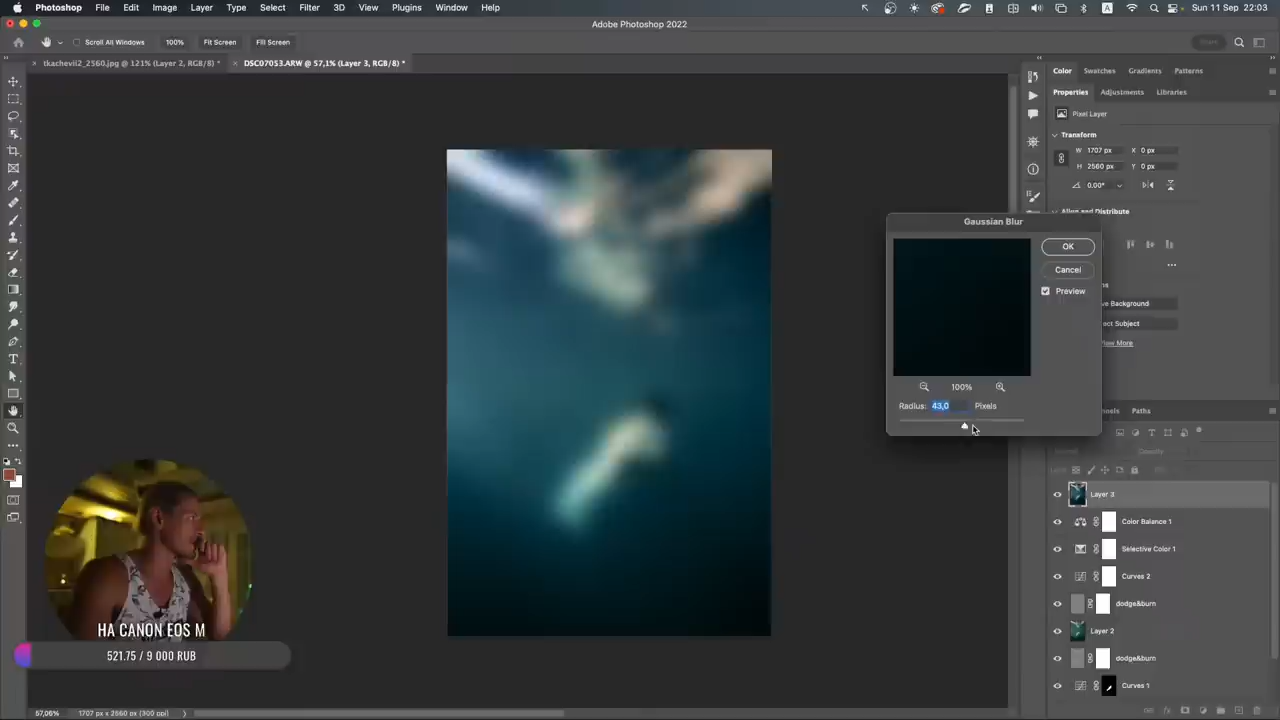 Photoshop File Edit Image Layer Type Select Filter 3D View Plugins Window Help A Sun 11 Sep 22:03
Adobe Photoshop 2022
Scroll All Windows 100% Fit Screen Fill Screen Share
× tkachevil2_2560.jpg @ 121% (Layer 2, RGB/8) * × DSC07053.ARW @ 57,1% (Layer 3, RGB/8) *
Color Swatches Gradients Patterns
Properties Adjustments Libraries
Pixel Layer
Transform
W 1707 px X 0 px
H 2560 px Y 0 px
0.00°
Align and Distribute
Gaussian Blur
OK
Cancel
Preview
100%
Radius: 43,0 Pixels
ns
ve Background
ct Subject
View More
nels Paths
Opacity:
Layer 3
Color Balance 1
Selective Color 1
Curves 2
dodge&burn
Layer 2
dodge&burn
Curves 1
НА CANON EOS M
521.75 / 9 000 RUB
57,06% 1707 px x 2560 px (300 ppi)